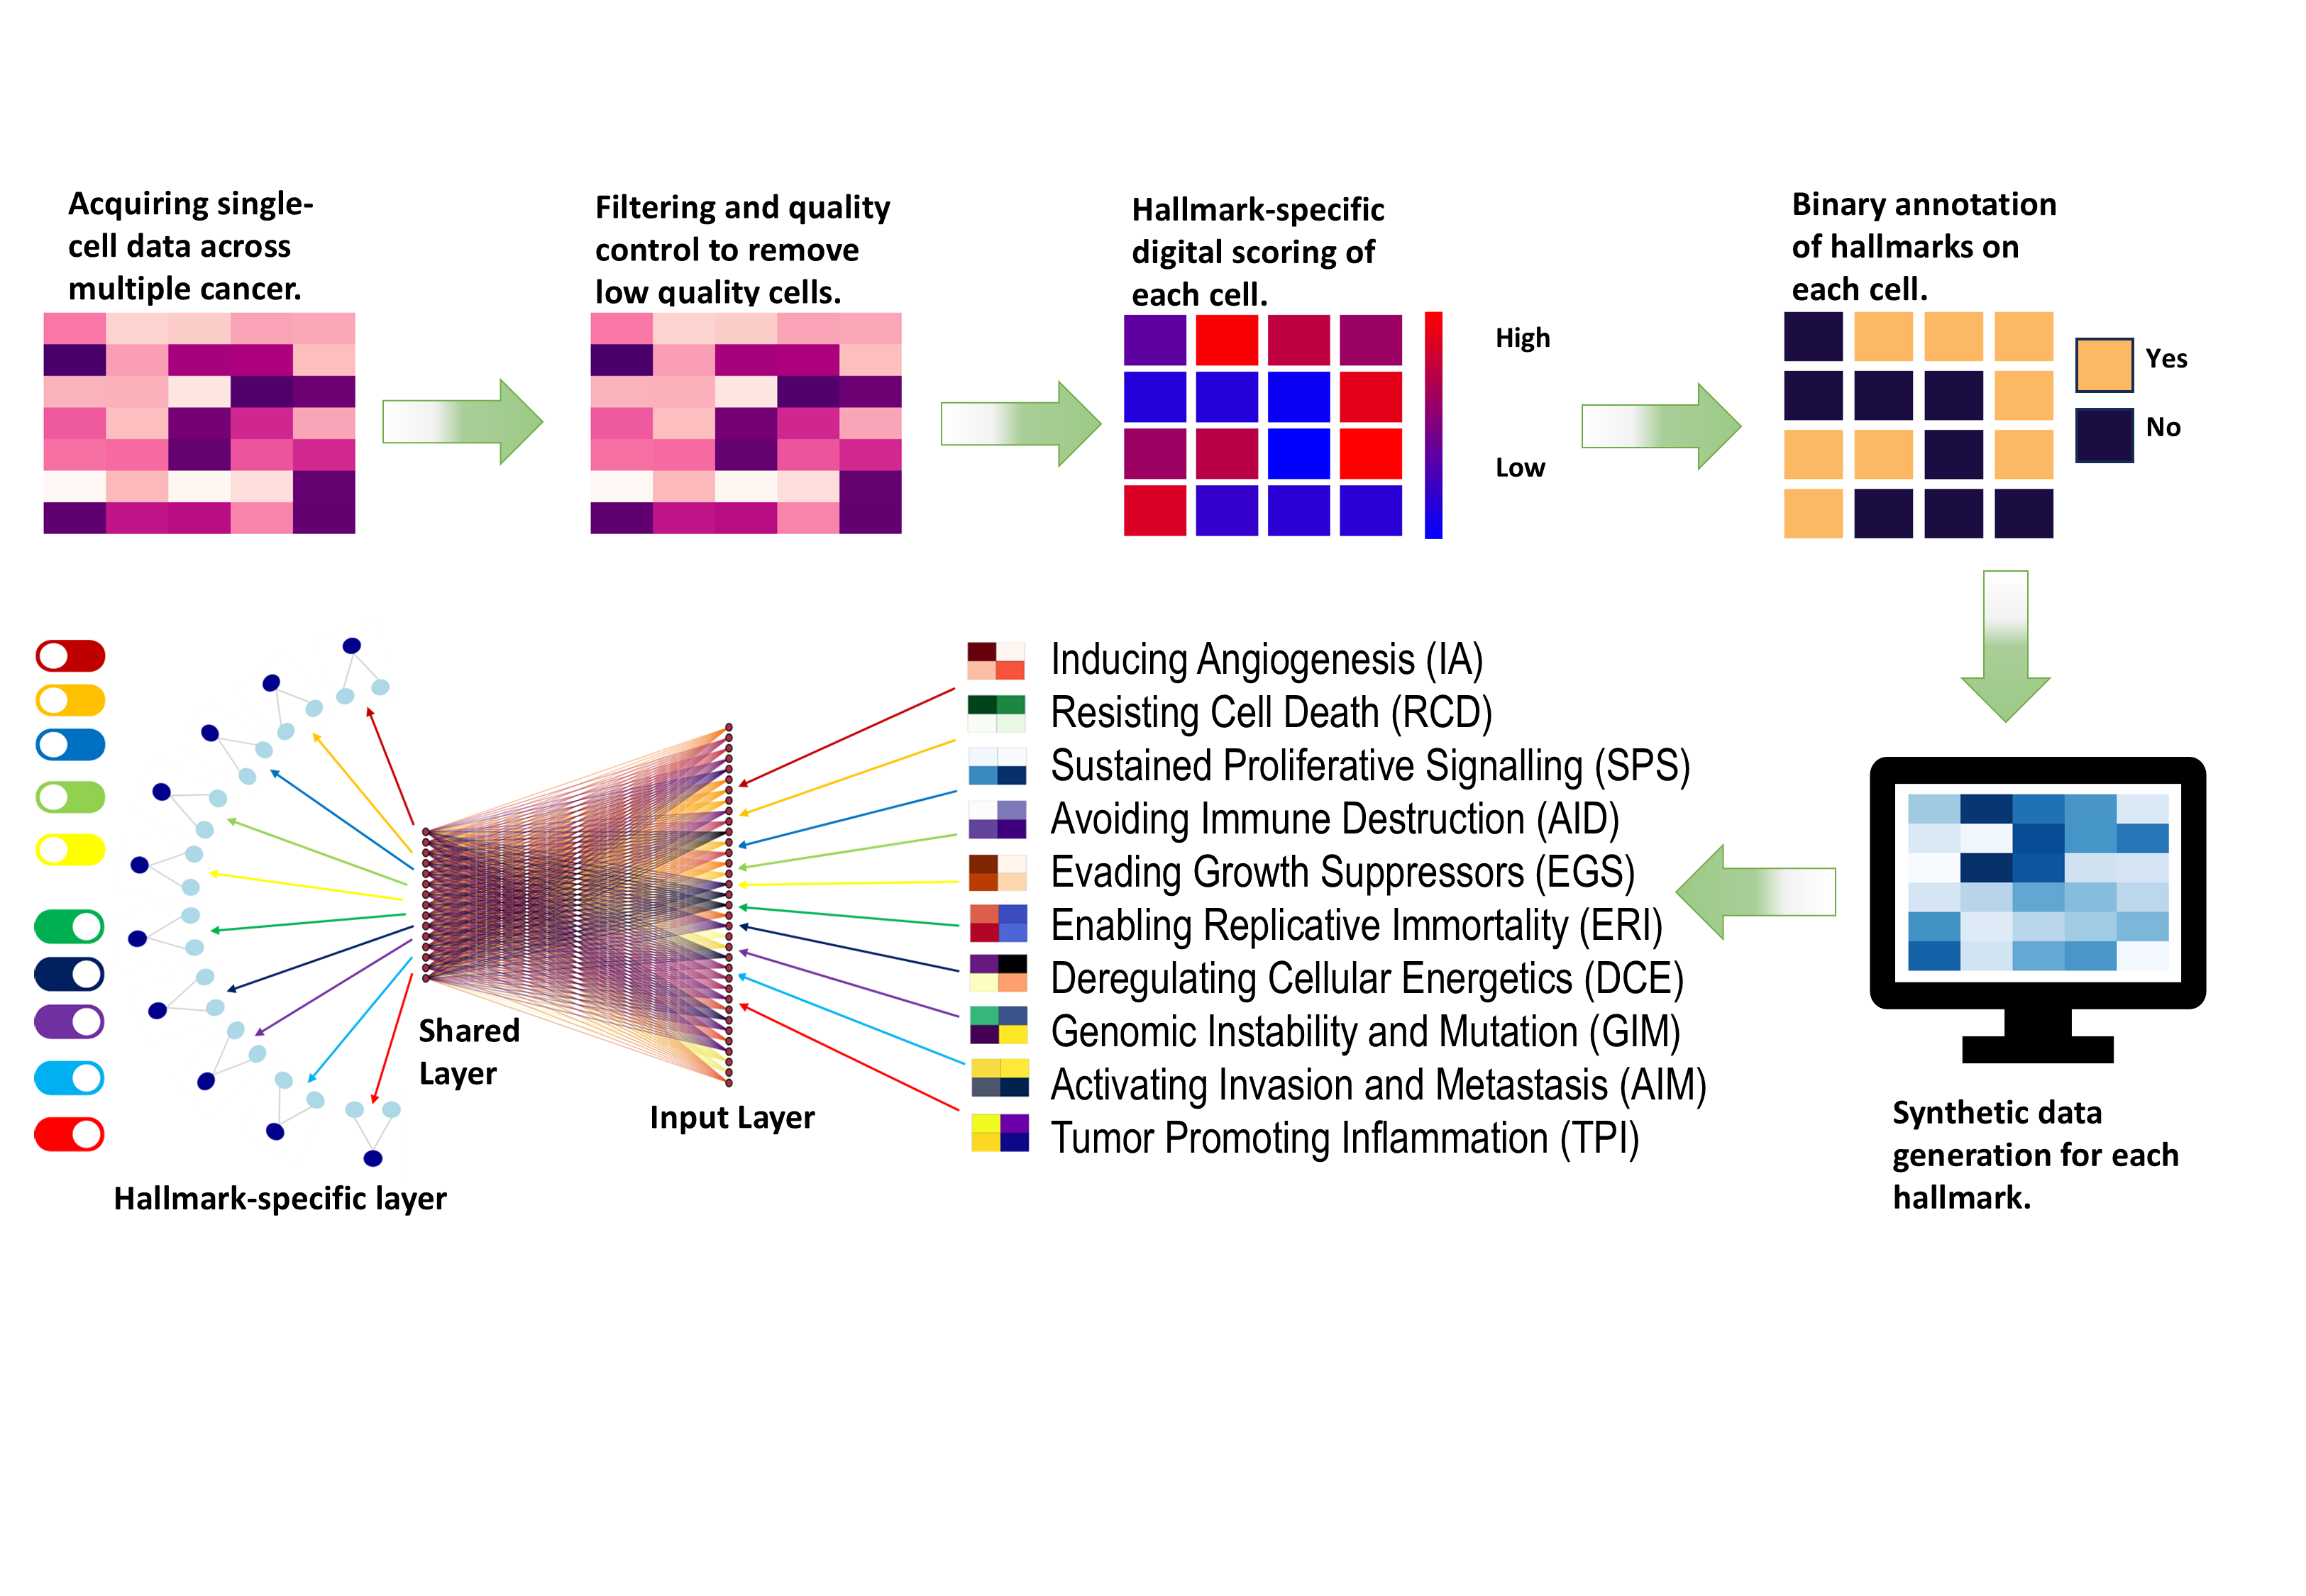 Acquiring single-
cell data across
multiple cancer.
Filtering and quality
control to remove
low quality cells.
Hallmark-specific
digital scoring of
each cell.
High
Low
Binary annotation
of hallmarks on
each cell.
Yes
No
Inducing Angiogenesis (IA)
Resisting Cell Death (RCD)
Sustained Proliferative Signalling (SPS)
Avoiding Immune Destruction (AID)
Evading Growth Suppressors (EGS)
Enabling Replicative Immortality (ERI)
Deregulating Cellular Energetics (DCE)
Genomic Instability and Mutation (GIM)
Activating Invasion and Metastasis (AIM)
Tumor Promoting Inflammation (TPI)
Shared
Layer
Input Layer
Hallmark-specific layer
Synthetic data
generation for each
hallmark.